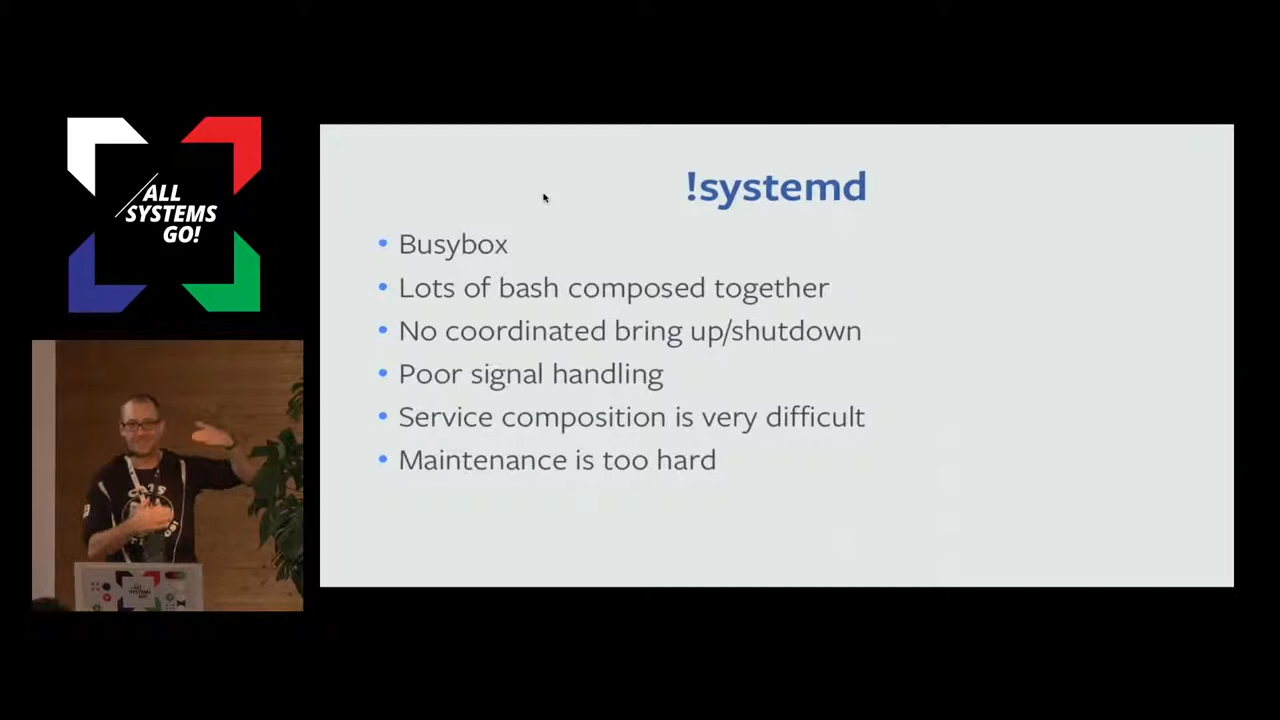 ALL
SYSTEMS
GO!
!systemd
• Busybox
• Lots of bash composed together
• No coordinated bring up/shutdown
• Poor signal handling
• Service composition is very difficult
• Maintenance is too hard